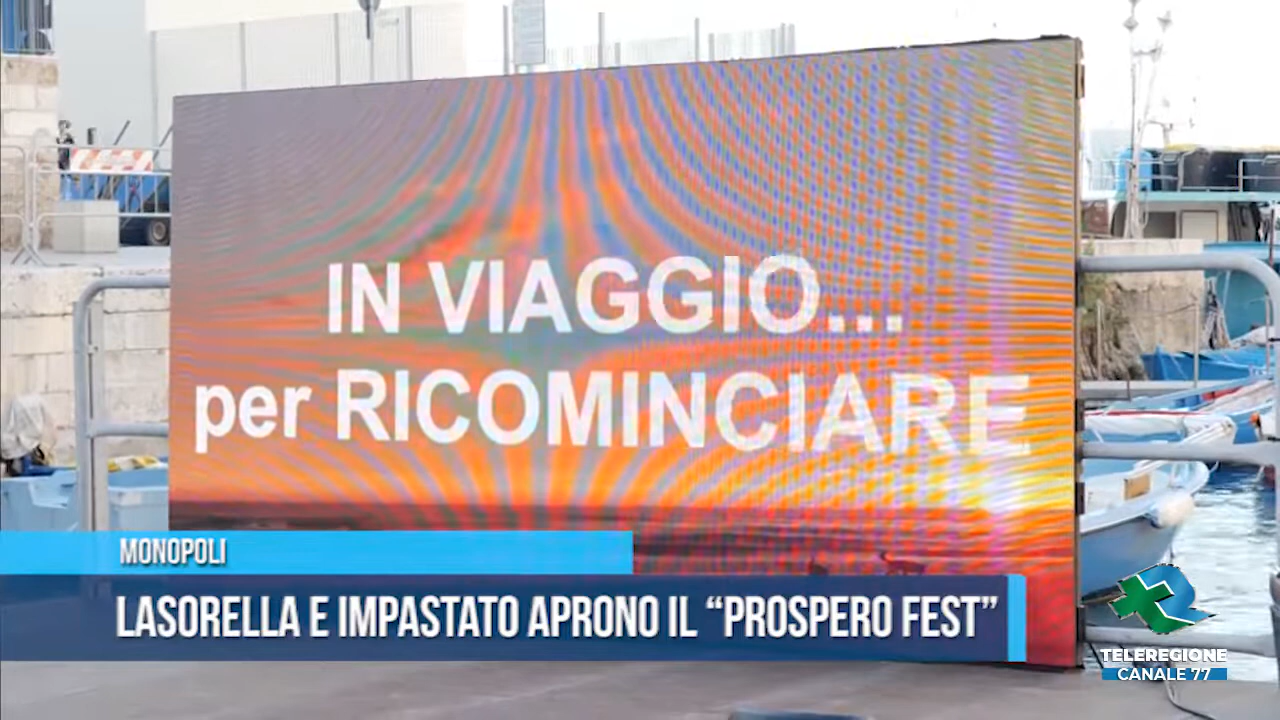 IN VIAGGIO...
per RICOMINCIARE
MONOPOLI
LASORELLA E IMPASTATO APRONO IL “PROSPERO FEST”
TELEREGIONE
CANALE 77